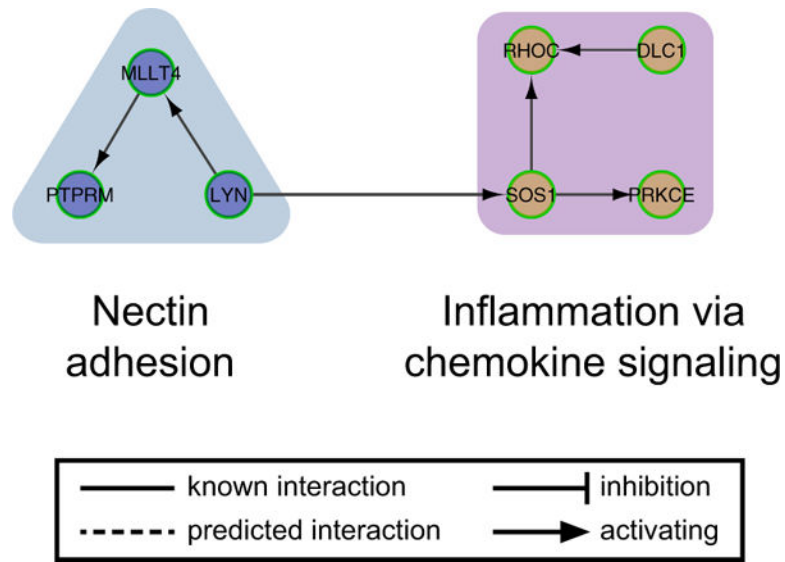 MLLT4
RHOC
DLC1
PTPRM
LYN
SOS1
PRKCE
Nectin
adhesion
Inflammation via
chemokine signaling
known interaction
inhibition
predicted interaction
activating